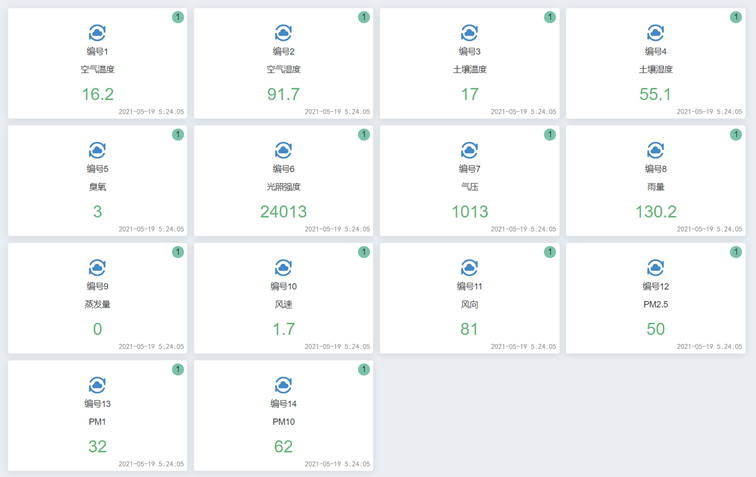 1
编号1
空气温度
16.2
2021-05-19 5:24:05
1
编号2
空气湿度
91.7
2021-05-19 5:24:05
1
编号3
土壤温度
17
2021-05-19 5:24:05
1
编号4
土壤湿度
55.1
2021-05-19 5:24:05
1
编号5
臭氧
3
2021-05-19 5:24:05
1
编号6
光照强度
24013
2021-05-19 5:24:05
1
编号7
气压
1013
2021-05-19 5:24:05
1
编号8
雨量
130.2
2021-05-19 5:24:05
1
编号9
蒸发量
0
2021-05-19 5:24:05
1
编号10
风速
1.7
2021-05-19 5:24:05
1
编号11
风向
81
2021-05-19 5:24:05
1
编号12
PM2.5
50
2021-05-19 5:24:05
1
编号13
PM1
32
2021-05-19 5:24:05
1
编号14
PM10
62
2021-05-19 5:24:05